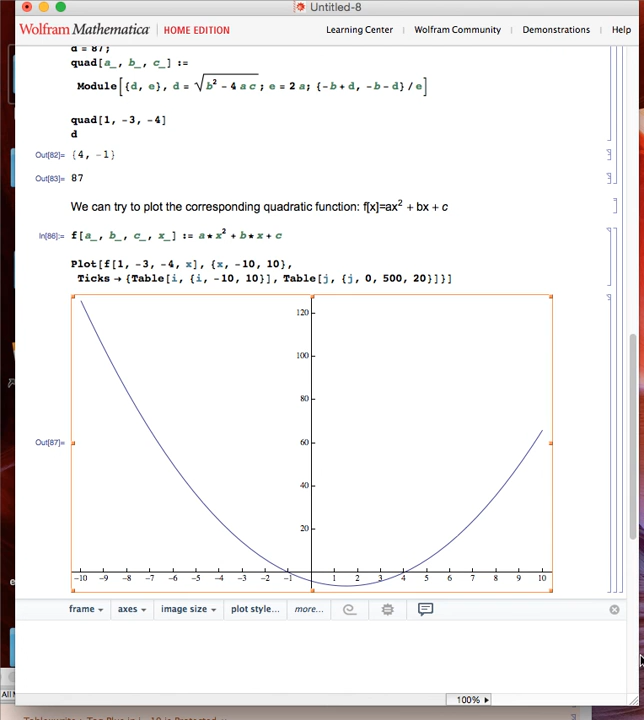 Untitled-8
Wolfram Mathematica | HOME EDITION Learning Center Wolfram Community Demonstrations Help
d = 87;
quad[a_, b_, c_] :=
Module[{d, e}, d = √(b² - 4 a c); e = 2 a; {-b + d, -b - d} / e]
quad[1, -3, -4]
d
Out[82]= {4, -1}
Out[83]= 87
We can try to plot the corresponding quadratic function: f[x]=ax² + bx + c
In[86]:= f[a_, b_, c_, x_] := a * x² + b * x + c
Plot[f[1, -3, -4, x], {x, -10, 10},
Ticks → {Table[i, {i, -10, 10}], Table[j, {j, 0, 500, 20}]}]
120
100
80
Out[87]=
60
40
20
-10 -9 -8 -7 -6 -5 -4 -3 -2 -1 1 2 3 4 5 6 7 8 9 10
frame axes image size plot style... more...
100%
All